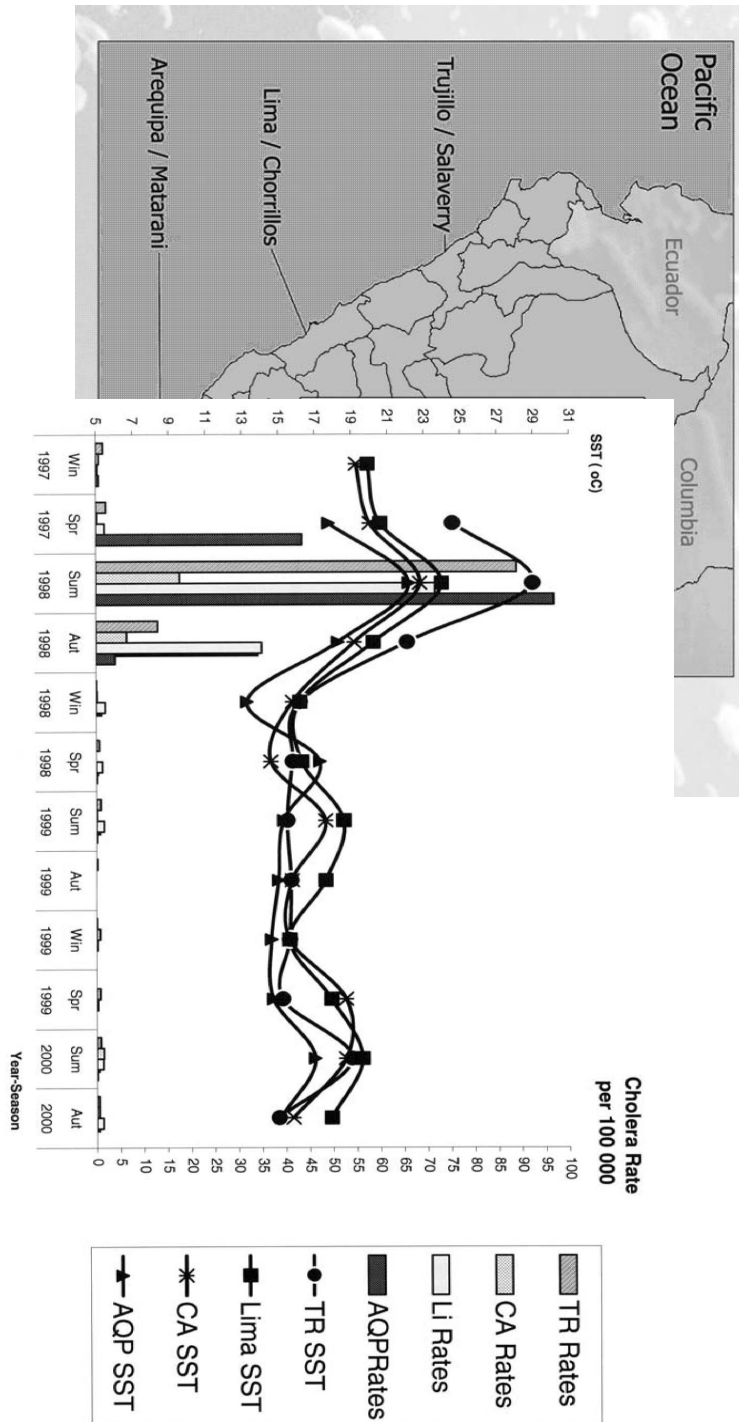 Pacific
Ocean
Ecuador
Columbia
Trujillo / Salaverry
Lima / Chorrillos
Arequipa / Matarani
SST ( oC)
31
29
27
25
23
21
19
17
15
13
11
9
7
5
Cholera Rate
per 100 000
100
95
90
85
80
75
70
65
60
55
50
45
40
35
30
25
20
15
10
5
0
Win
1997
Spr
1997
Sum
1998
Aut
1998
Win
1998
Spr
1998
Sum
1999
Aut
1999
Win
1999
Spr
1999
Sum
2000
Aut
2000
Year-Season
TR Rates
CA Rates
Li Rates
AQPRates
TR SST
Lima SST
CA SST
AQP SST